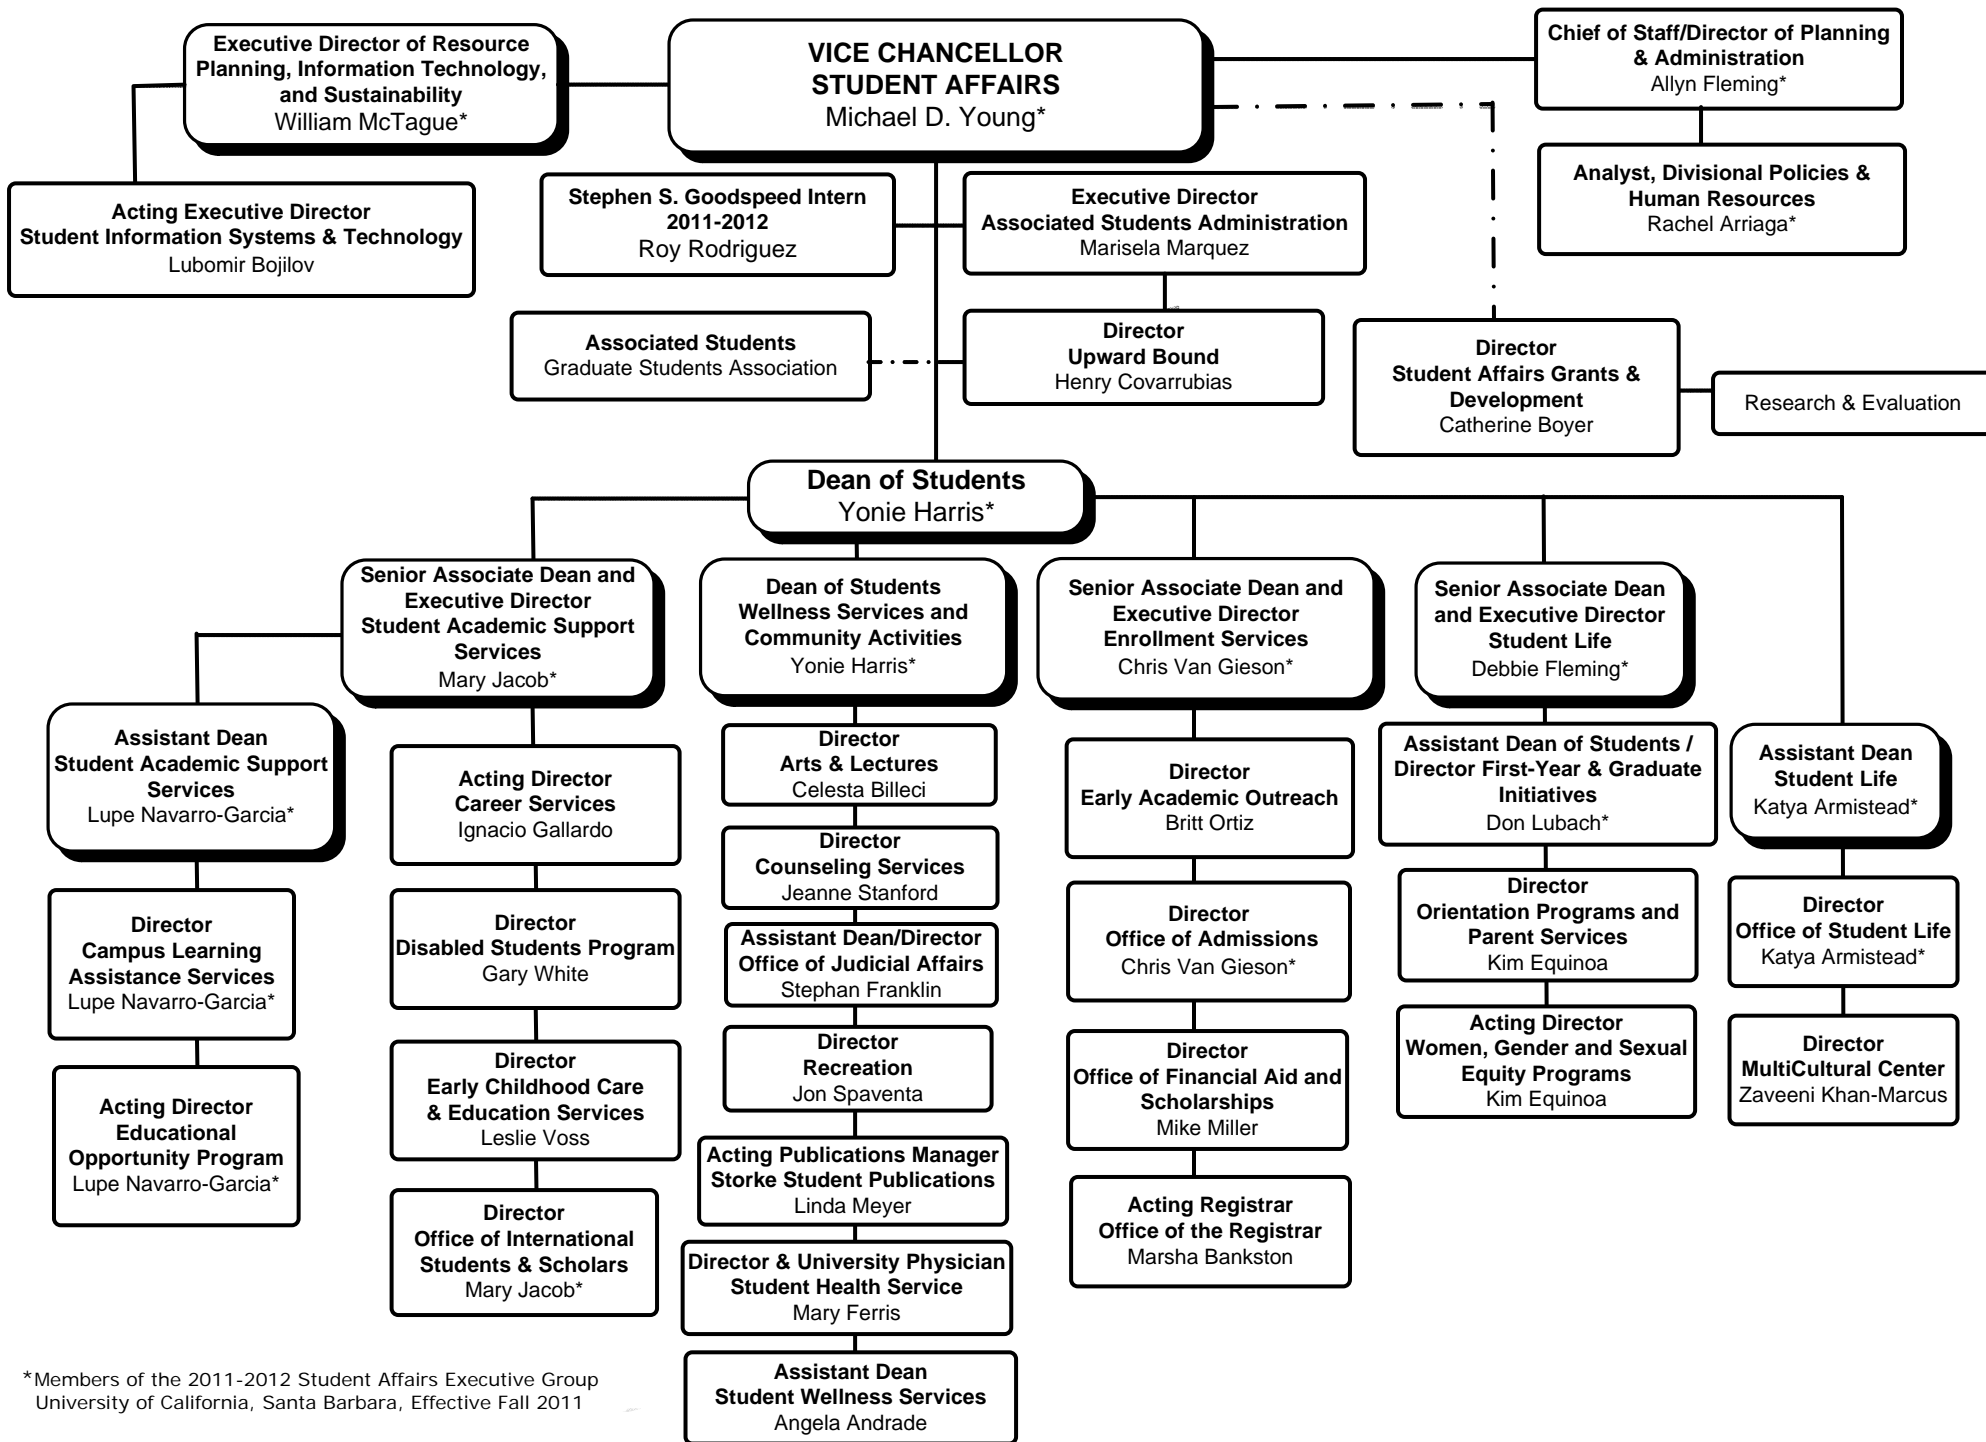 Executive Director of Resource
Planning, Information Technology,
and Sustainability
William McTague*
VICE CHANCELLOR
STUDENT AFFAIRS
Michael D. Young*
Chief of Staff/Director of Planning
& Administration
Allyn Fleming*
Acting Executive Director
Student Information Systems & Technology
Lubomir Bojilov
Stephen S. Goodspeed Intern
2011-2012
Roy Rodriguez
Executive Director
Associated Students Administration
Marisela Marquez
Analyst, Divisional Policies &
Human Resources
Rachel Arriaga*
Associated Students
Graduate Students Association
Director
Upward Bound
Henry Covarrubias
Director
Student Affairs Grants &
Development
Catherine Boyer
Research & Evaluation
Dean of Students
Yonie Harris*
Senior Associate Dean and
Executive Director
Student Academic Support
Services
Mary Jacob*
Dean of Students
Wellness Services and
Community Activities
Yonie Harris*
Senior Associate Dean and
Executive Director
Enrollment Services
Chris Van Gieson*
Senior Associate Dean
and Executive Director
Student Life
Debbie Fleming*
Assistant Dean
Student Academic Support
Services
Lupe Navarro-Garcia*
Director
Campus Learning
Assistance Services
Lupe Navarro-Garcia*
Acting Director
Educational
Opportunity Program
Lupe Navarro-Garcia*
Acting Director
Career Services
Ignacio Gallardo
Director
Disabled Students Program
Gary White
Director
Early Childhood Care
& Education Services
Leslie Voss
Director
Office of International
Students & Scholars
Mary Jacob*
Director
Arts & Lectures
Celesta Billeci
Director
Counseling Services
Jeanne Stanford
Assistant Dean/Director
Office of Judicial Affairs
Stephan Franklin
Director
Recreation
Jon Spaventa
Acting Publications Manager
Storke Student Publications
Linda Meyer
Director & University Physician
Student Health Service
Mary Ferris
Assistant Dean
Student Wellness Services
Angela Andrade
Director
Early Academic Outreach
Britt Ortiz
Director
Office of Admissions
Chris Van Gieson*
Director
Office of Financial Aid and
Scholarships
Mike Miller
Acting Registrar
Office of the Registrar
Marsha Bankston
Assistant Dean of Students /
Director First-Year & Graduate
Initiatives
Don Lubach*
Director
Orientation Programs and
Parent Services
Kim Equinoa
Acting Director
Women, Gender and Sexual
Equity Programs
Kim Equinoa
Assistant Dean
Student Life
Katya Armistead*
Director
Office of Student Life
Katya Armistead*
Director
MultiCultural Center
Zaveeni Khan-Marcus
*Members of the 2011-2012 Student Affairs Executive Group
University of California, Santa Barbara, Effective Fall 2011